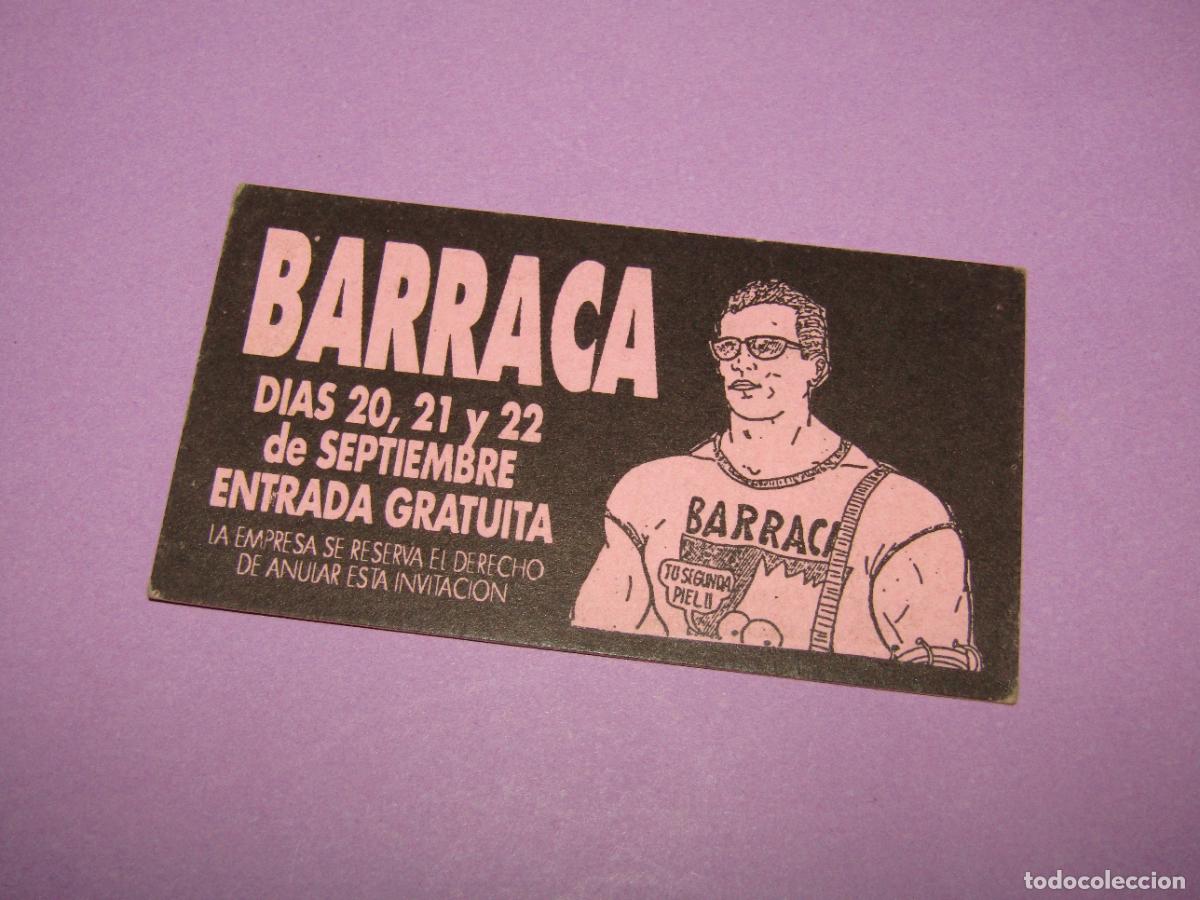 BARRACA
DIAS 20, 21 y 22
de SEPTIEMBRE
ENTRADA GRATUITA
LA EMPRESA SE RESERVA EL DERECHO
DE ANULAR ESTA INVITACION
BARRACA
TU SEGUNDA
PIEL!!
todocoleccion